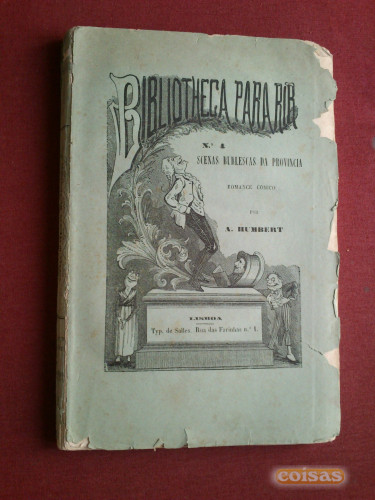 BIBLIOTHECA PARA RIR
N.º 4
SCENAS BURLESCAS DA PROVINCIA
ROMANCE COMICO
POR
A. HUMBERT
LISBOA
Typ. de Salles. Rua das Farinhas n.º 1.
coisas